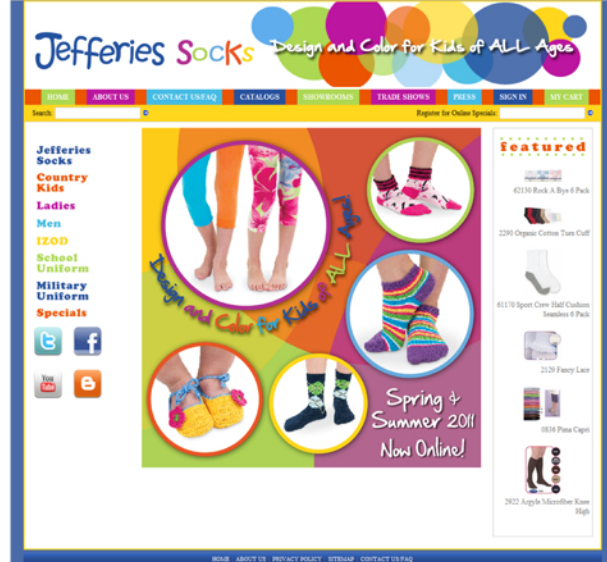 Jefferies Socks
Design and Color for Kids of ALL Ages
HOME
ABOUT US
CONTACT US/FAQ
CATALOGS
SHOWROOMS
TRADE SHOWS
PRESS
SIGN IN
MY CART
Search:
Register for Online Specials:
Jefferies
Socks
Country
Kids
Ladies
Men
IZOD
School
Uniform
Military
Uniform
Specials
t
f
You
Tube
B
Design and Color for Kids of ALL Ages!
Spring &
Summer 2011
Now Online!
featured
62130 Rock A Bye 6 Pack
2290 Organic Cotton Turn Cuff
61170 Sport Crew Half Cushion
Seamless 6 Pack
2129 Fancy Lace
0836 Pima Capri
2922 Argyle Microfiber Knee
High
HOME ABOUT US PRIVACY POLICY SITEMAP CONTACT US/FAQ